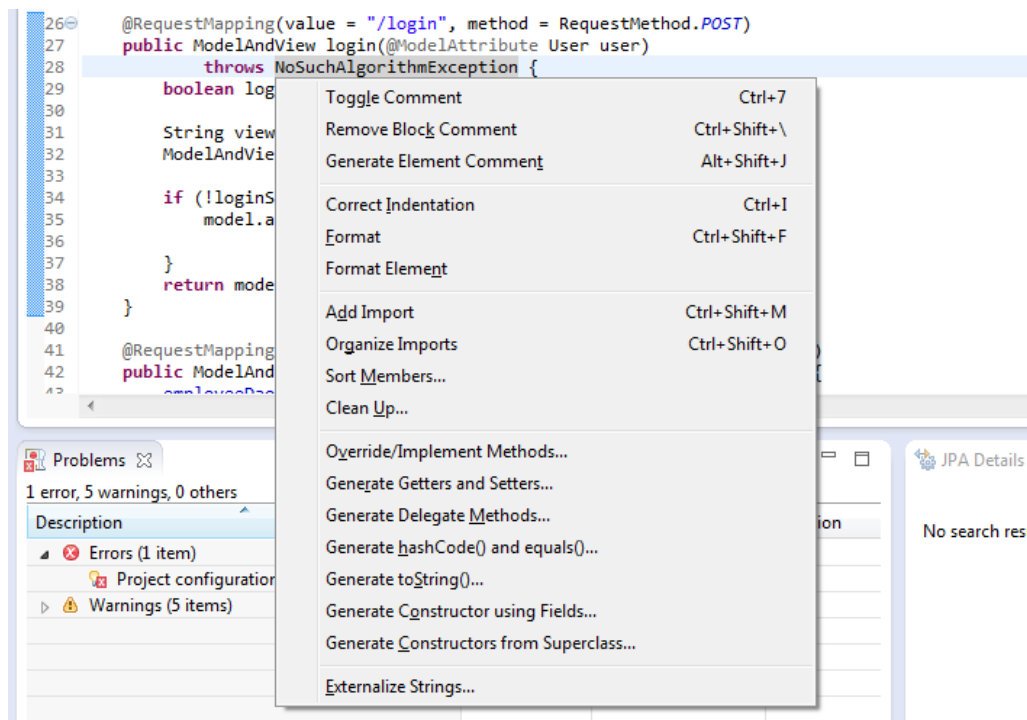 26 @RequestMapping(value = "/login", method = RequestMethod.POST)
27 public ModelAndView login(@ModelAttribute User user)
28 throws NoSuchAlgorithmException {
29 boolean log
30
31 String view
32 ModelAndVie
33
34 if (!loginS
35 model.a
36
37 }
38 return mode
39 }
40
41 @RequestMapping )
42 public ModelAnd {
43 employeeDao
Toggle Comment Ctrl+7
Remove Block Comment Ctrl+Shift+\
Generate Element Comment Alt+Shift+J
Correct Indentation Ctrl+I
Format Ctrl+Shift+F
Format Element
Add Import Ctrl+Shift+M
Organize Imports Ctrl+Shift+O
Sort Members...
Clean Up...
Override/Implement Methods...
Generate Getters and Setters...
Generate Delegate Methods...
Generate hashCode() and equals()...
Generate toString()...
Generate Constructor using Fields...
Generate Constructors from Superclass...
Externalize Strings...
Problems
1 error, 5 warnings, 0 others
Description ion
Errors (1 item)
Project configuration
Warnings (5 items)
JPA Details
No search res